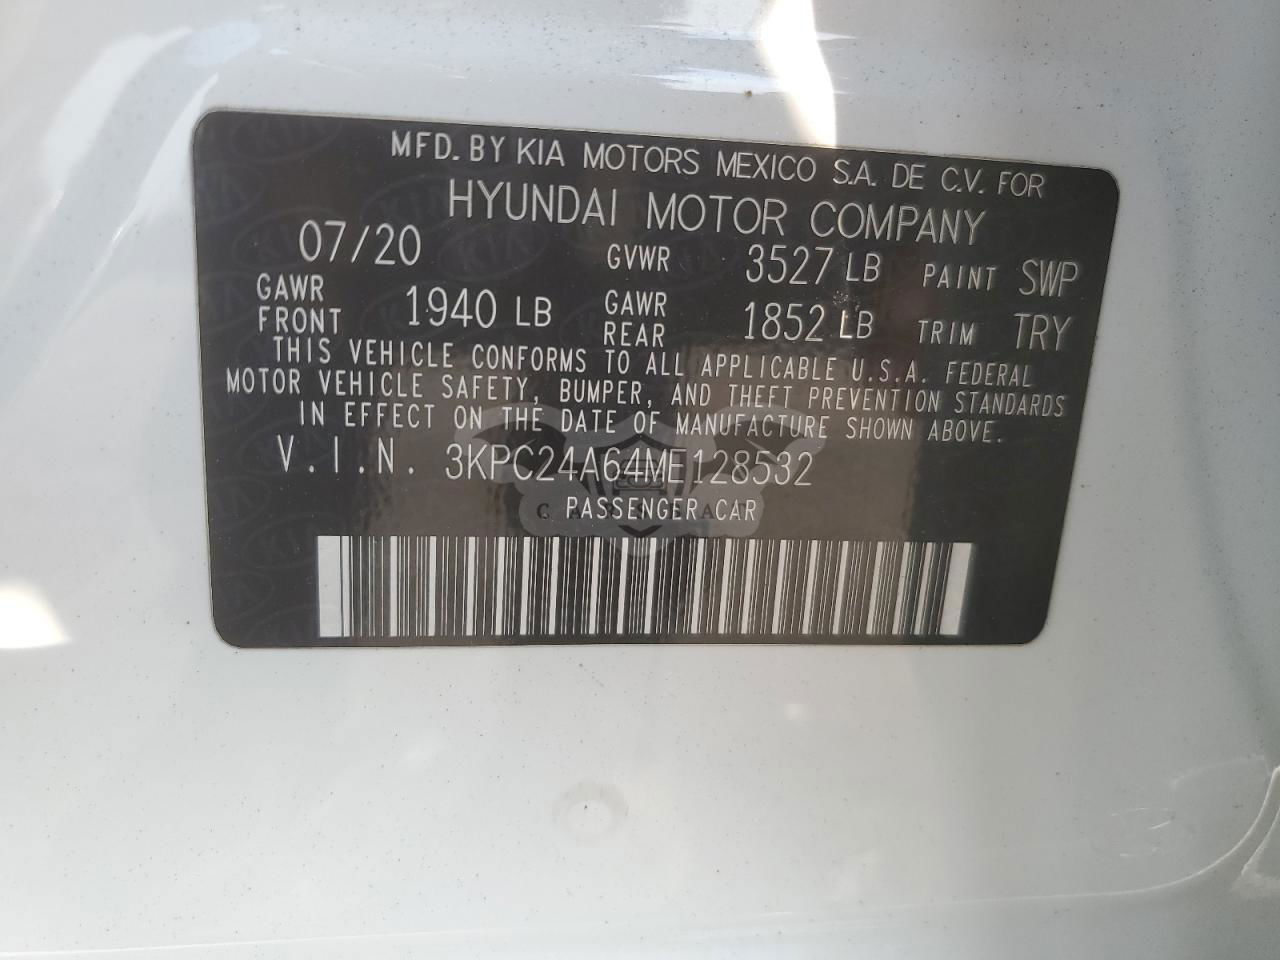 MFD. BY KIA MOTORS MEXICO S.A. DE C.V. FOR
HYUNDAI MOTOR COMPANY
07/20 GVWR 3527 LB PAINT SWP
GAWR FRONT 1940 LB GAWR REAR 1852 LB TRIM TRY
THIS VEHICLE CONFORMS TO ALL APPLICABLE U.S.A. FEDERAL
MOTOR VEHICLE SAFETY, BUMPER, AND THEFT PREVENTION STANDARDS
IN EFFECT ON THE DATE OF MANUFACTURE SHOWN ABOVE.
V.I.N. 3KPC24A64ME128532
PASSENGER CAR